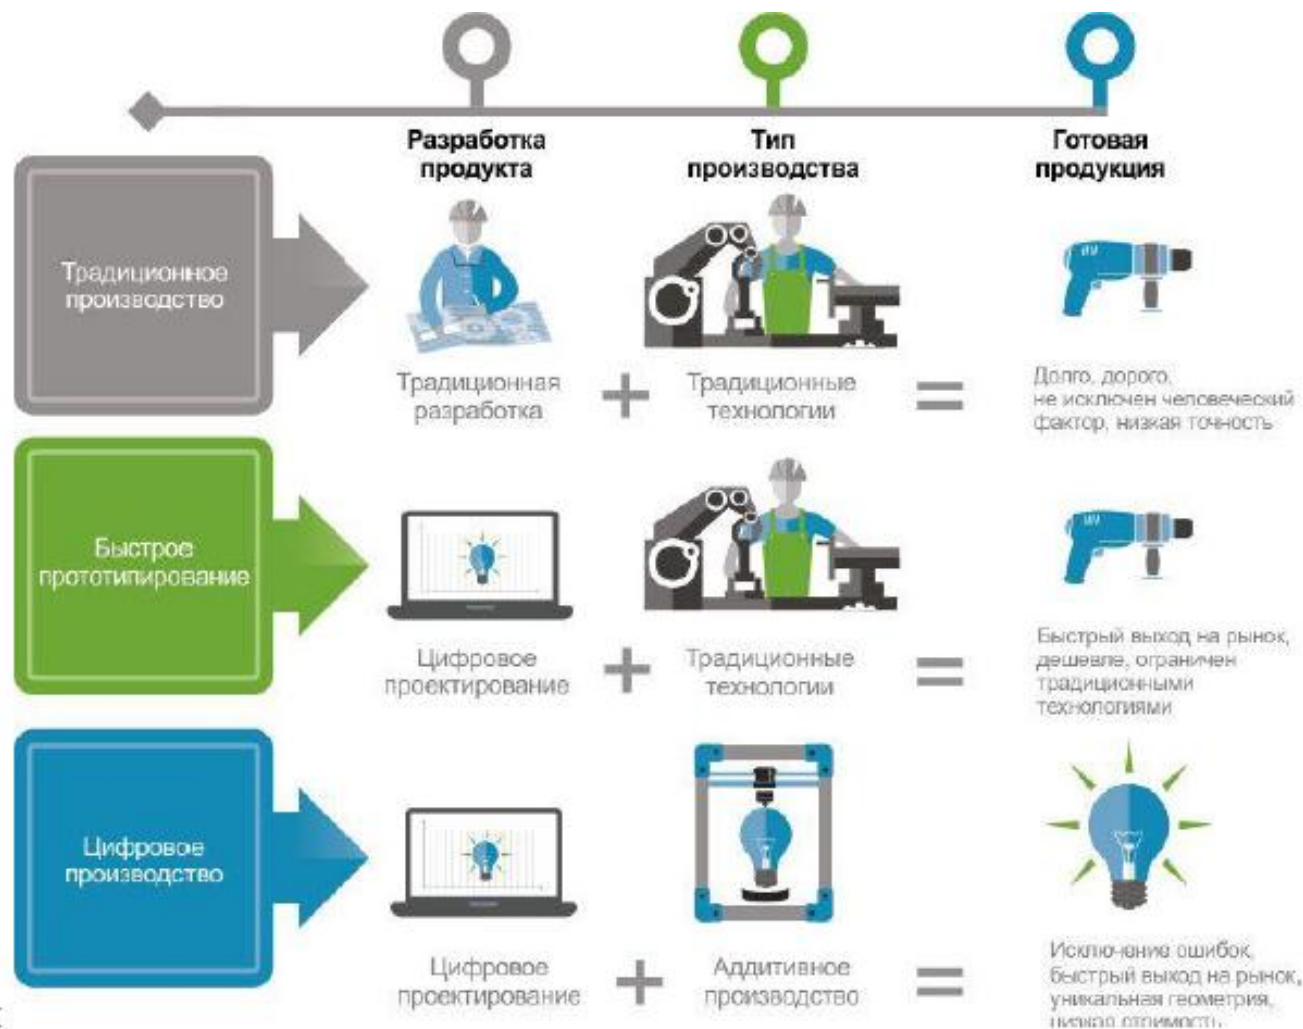 Разработка
продукта
Тип
производства
Готовая
продукция
Традиционное
производство
Традиционная
разработка
+
Традиционные
технологии
=
Долго, дорого,
не исключен человеческий
фактор, низкая точность
Быстрое
прототипирование
Цифровое
проектирование
+
Традиционные
технологии
=
Быстрый выход на рынок,
дешевле, ограничен
традиционными
технологиями
Цифровое
производство
Цифровое
проектирование
+
Аддитивное
производство
=
Исключение ошибок,
быстрый выход на рынок,
уникальная геометрия,
низкая стоимость